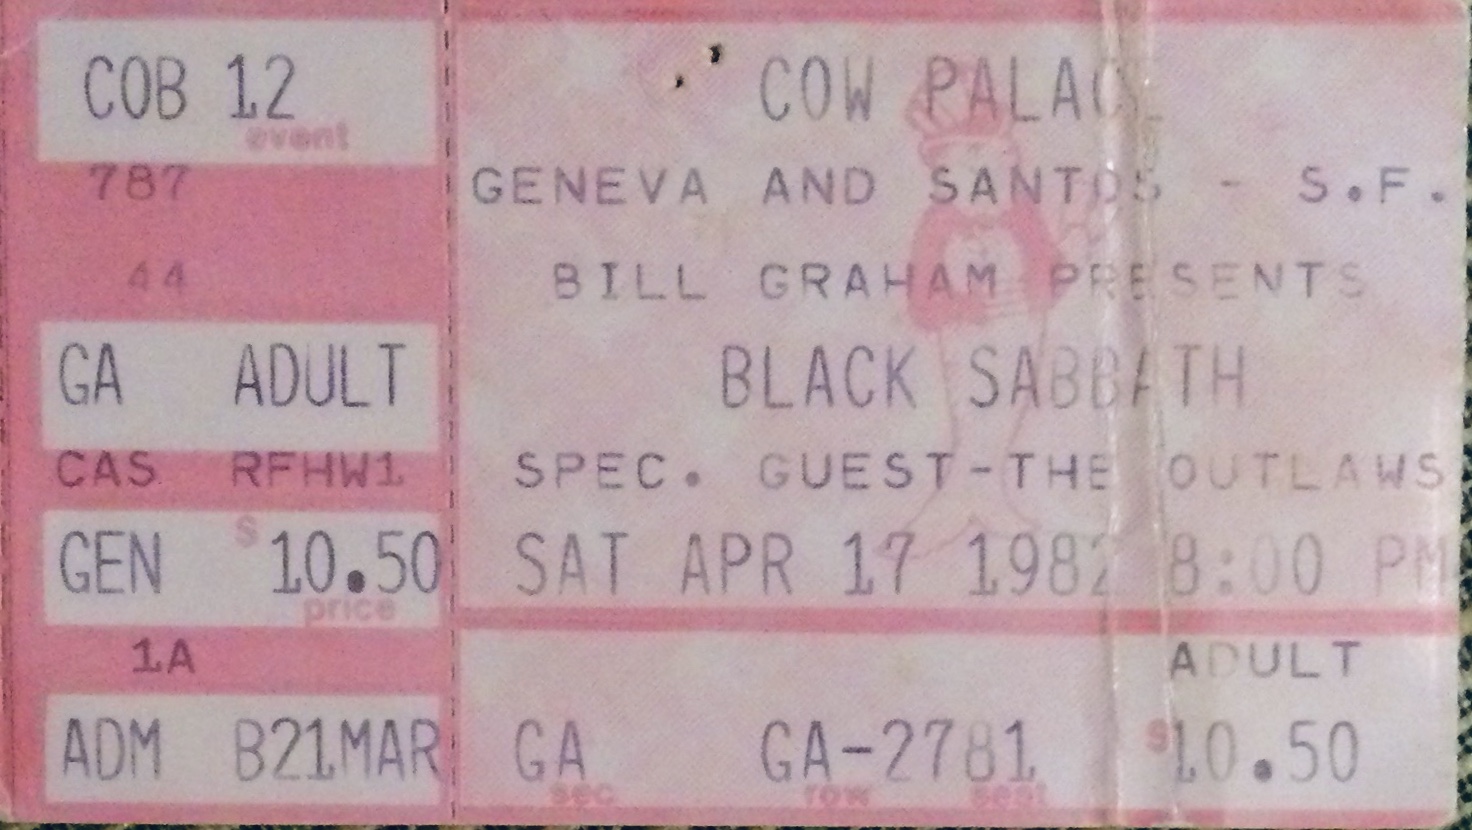 COB 12
event
787
44
GA ADULT
CAS RFHW1
GEN $10.50
price
1A
ADM B21MAR
COW PALACE
GENEVA AND SANTOS - S.F.
BILL GRAHAM PRESENTS
BLACK SABBATH
SPEC. GUEST-THE OUTLAWS
SAT APR 17 1982 8:00 PM
ADULT
GA GA-2781 $10.50
sec row seat